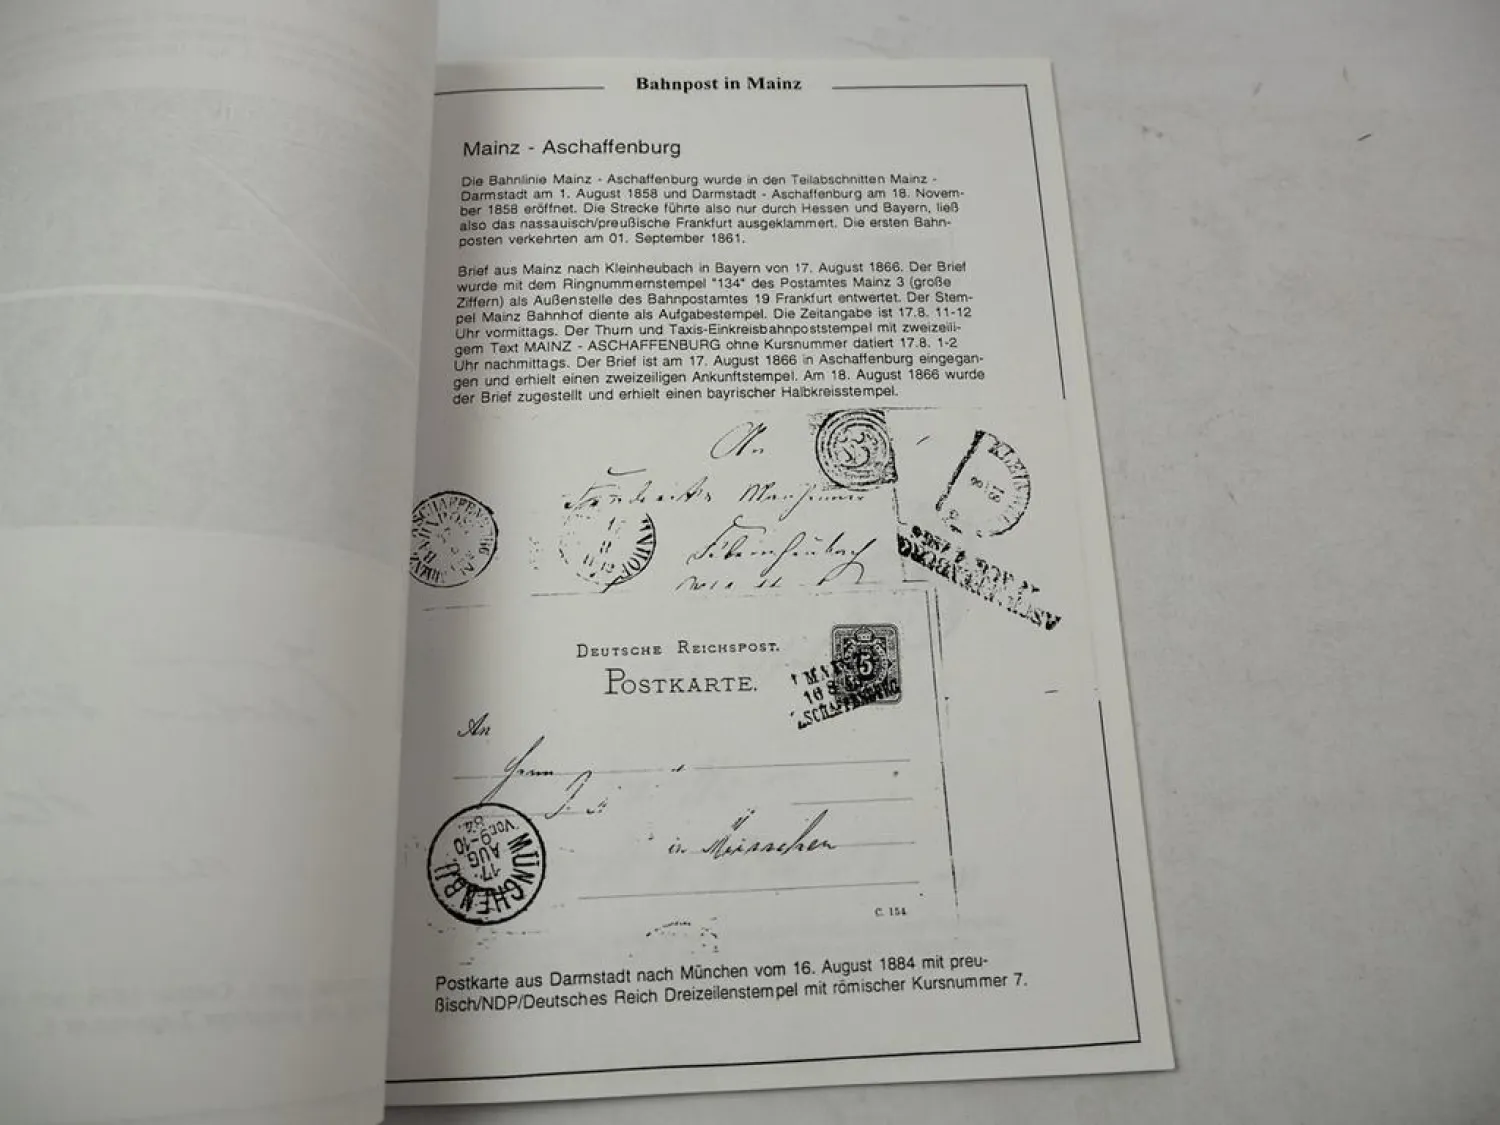 Bahnpost in Mainz
Mainz - Aschaffenburg
Die Bahnlinie Mainz - Aschaffenburg wurde in den Teilabschnitten Mainz -
Darmstadt am 1. August 1858 und Darmstadt - Aschaffenburg am 18. Novem-
ber 1858 eröffnet. Die Strecke führte also nur durch Hessen und Bayern, ließ
also das nassauisch/preußische Frankfurt ausgeklammert. Die ersten Bahn-
posten verkehrten am 01. September 1861.
Brief aus Mainz nach Kleinheubach in Bayern von 17. August 1866. Der Brief
wurde mit dem Ringnummernstempel "134" des Postamtes Mainz 3 (große
Ziffern) als Außenstelle des Bahnpostamtes 19 Frankfurt entwertet. Der Stem-
pel Mainz Bahnhof diente als Aufgabestempel. Die Zeitangabe ist 17.8. 11-12
Uhr vormittags. Der Thurn und Taxis-Einkreisbahnpoststempel mit zweizeili-
gem Text MAINZ - ASCHAFFENBURG ohne Kursnummer datiert 17.8. 1-2
Uhr nachmittags. Der Brief ist am 17. August 1866 in Aschaffenburg eingegan-
gen und erhielt einen zweizeiligen Ankunftstempel. Am 18. August 1866 wurde
der Brief zugestellt und erhielt einen bayrischer Halbkreisstempel.
An
DEUTSCHE REICHSPOST.
POSTKARTE.
5
An
in München
MÜNCHEN
17.
AUG
9-10
Vor.
84.
C. 154
Postkarte aus Darmstadt nach München vom 16. August 1884 mit preu-
ßisch/NDP/Deutsches Reich Dreizeilenstempel mit römischer Kursnummer 7.